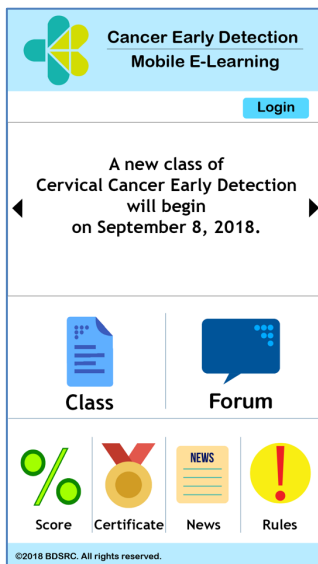 Cancer Early Detection
Mobile E-Learning
Login
A new class of
Cervical Cancer Early Detection
will begin
on September 8, 2018.
Class
Forum
NEWS
Score
Certificate
News
Rules
©2018 BDSRC. All rights reserved.